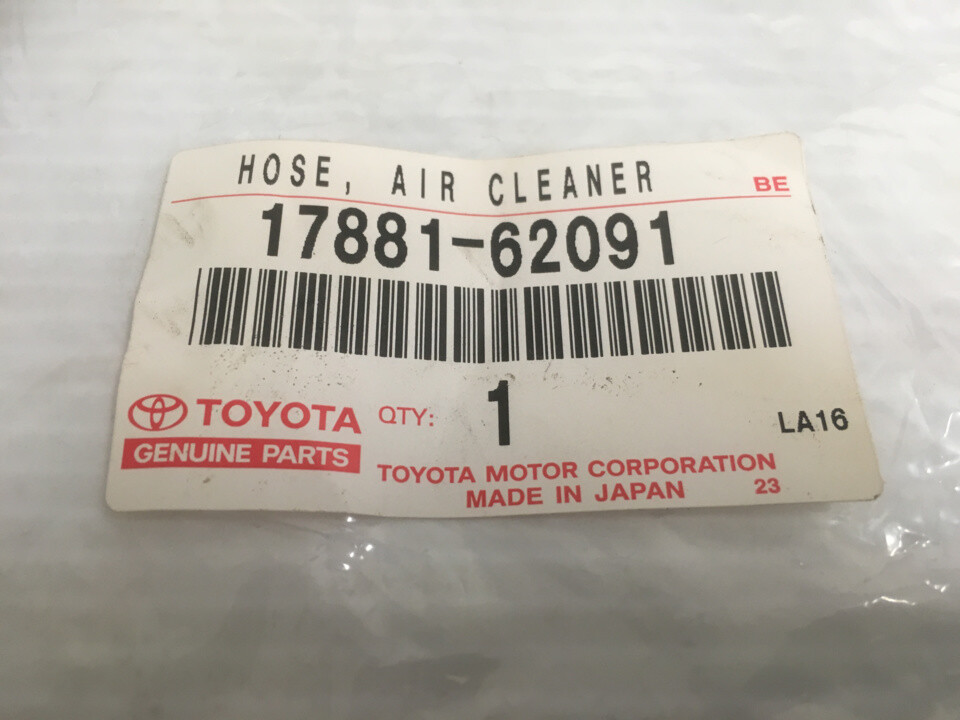 HOSE, AIR CLEANER
BE
17881-62091
TOYOTA
GENUINE PARTS
QTY: 1
LA16
TOYOTA MOTOR CORPORATION
MADE IN JAPAN 23